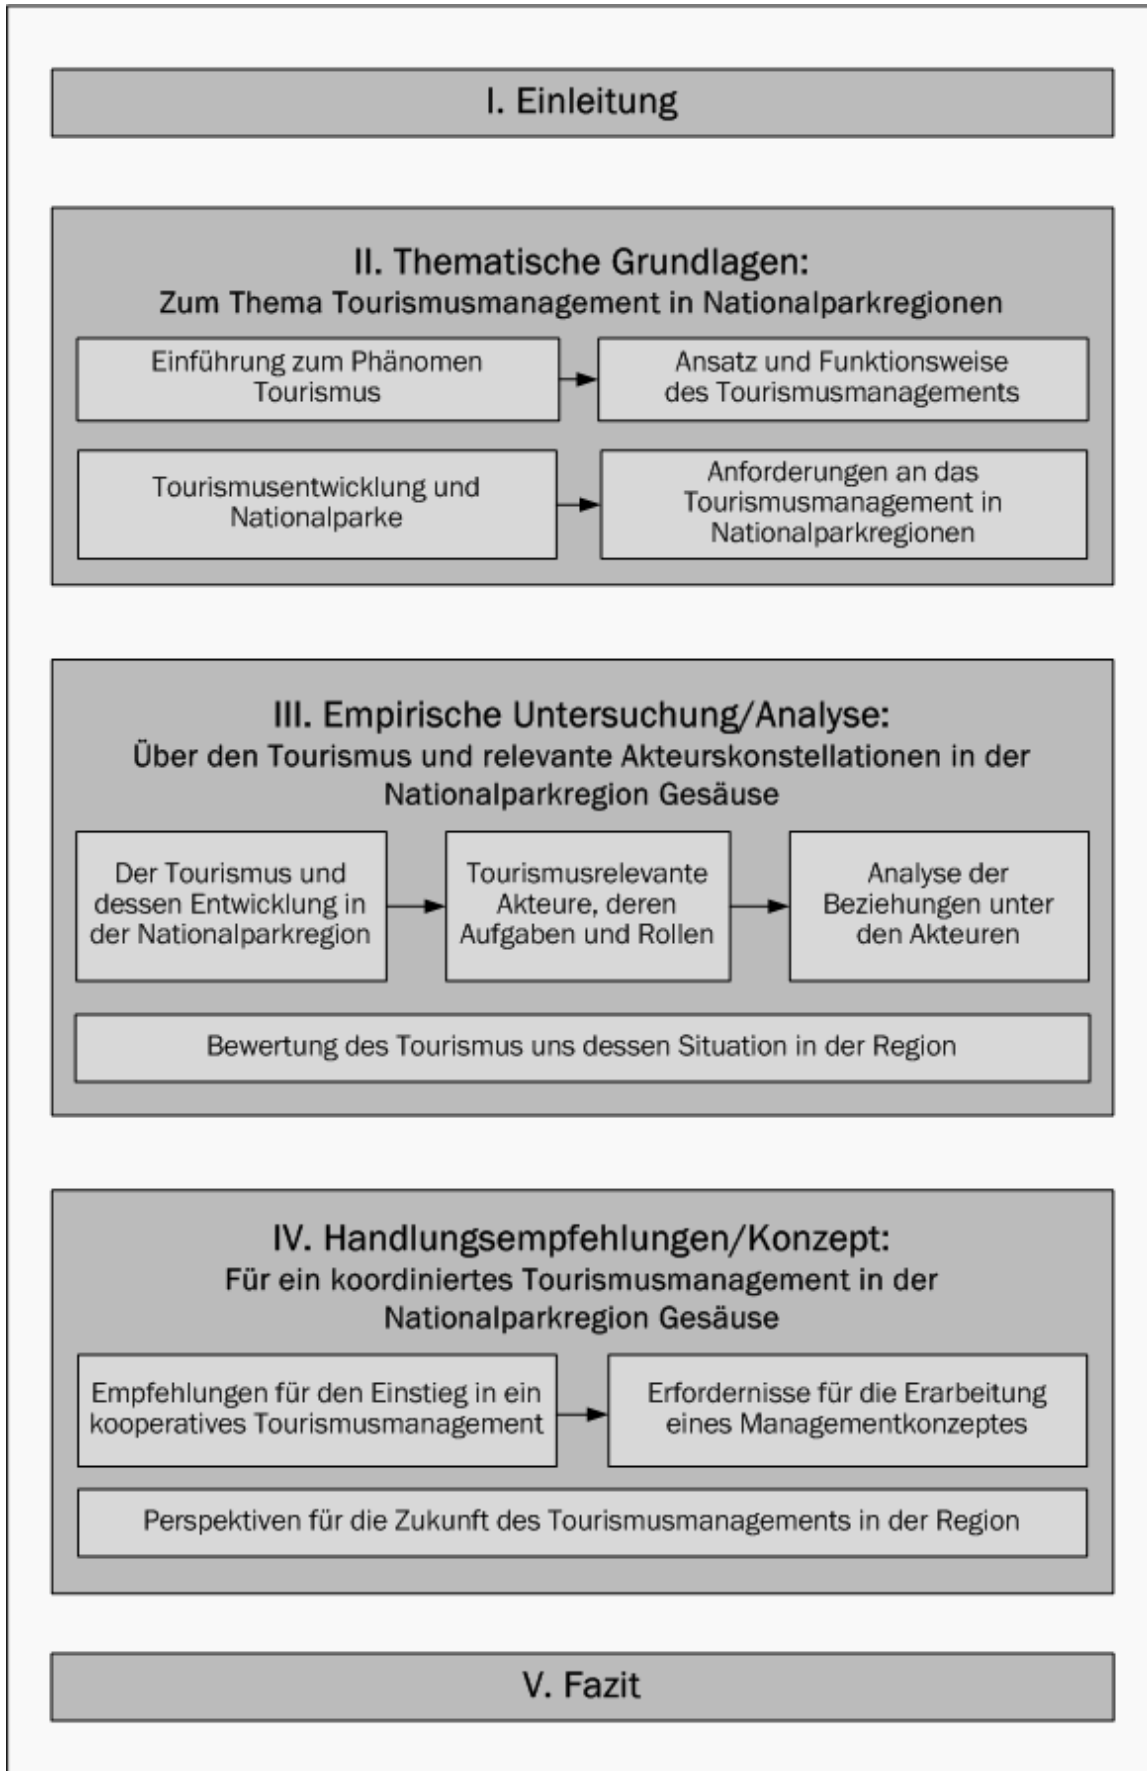 I. Einleitung
II. Thematische Grundlagen:
Zum Thema Tourismusmanagement in Nationalparkregionen
Einführung zum Phänomen
Tourismus
Ansatz und Funktionsweise
des Tourismusmanagements
Tourismusentwicklung und
Nationalparke
Anforderungen an das
Tourismusmanagement in
Nationalparkregionen
III. Empirische Untersuchung/Analyse:
Über den Tourismus und relevante Akteurskonstellationen in der
Nationalparkregion Gesäuse
Der Tourismus und
dessen Entwicklung in
der Nationalparkregion
Tourismusrelevante
Akteure, deren
Aufgaben und Rollen
Analyse der
Beziehungen unter
den Akteuren
Bewertung des Tourismus uns dessen Situation in der Region
IV. Handlungsempfehlungen/Konzept:
Für ein koordiniertes Tourismusmanagement in der
Nationalparkregion Gesäuse
Empfehlungen für den Einstieg in ein
kooperatives Tourismusmanagement
Erfordernisse für die Erarbeitung
eines Managementkonzeptes
Perspektiven für die Zukunft des Tourismusmanagements in der Region
V. Fazit